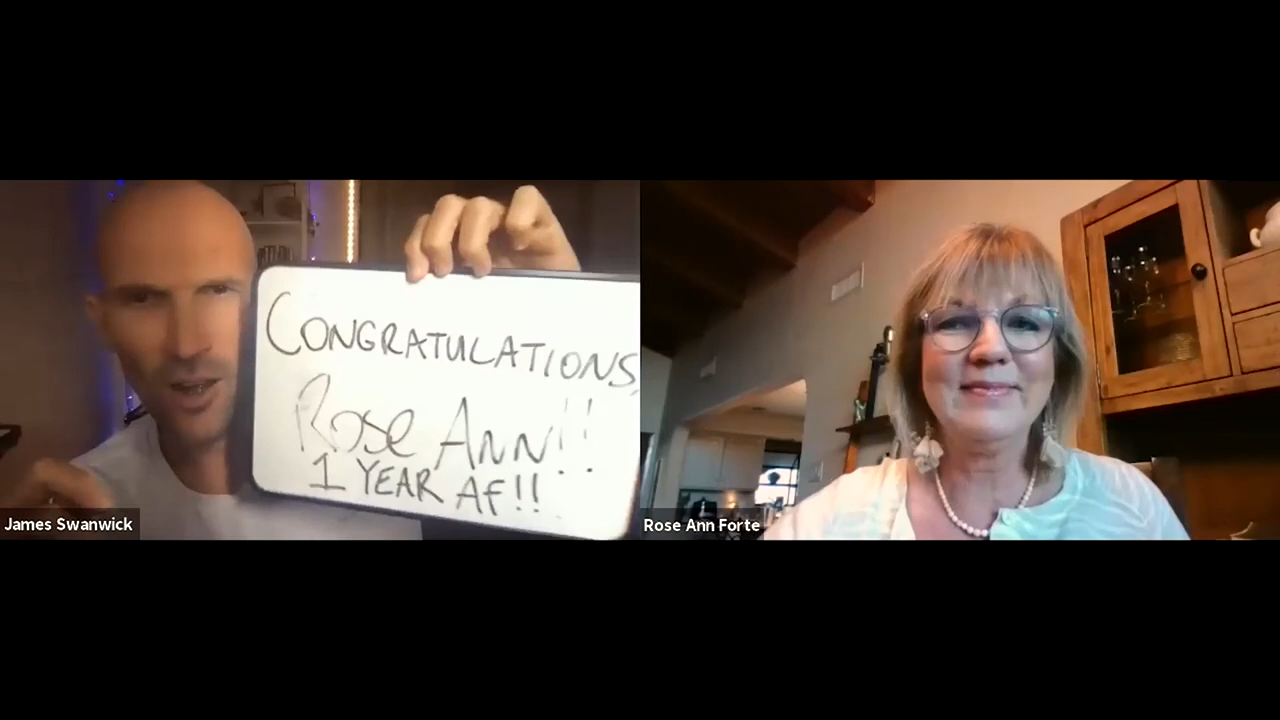 CONGRATULATIONS,
Rose Ann!!
1 YEAR AF!!
James Swanwick
Rose Ann Forte